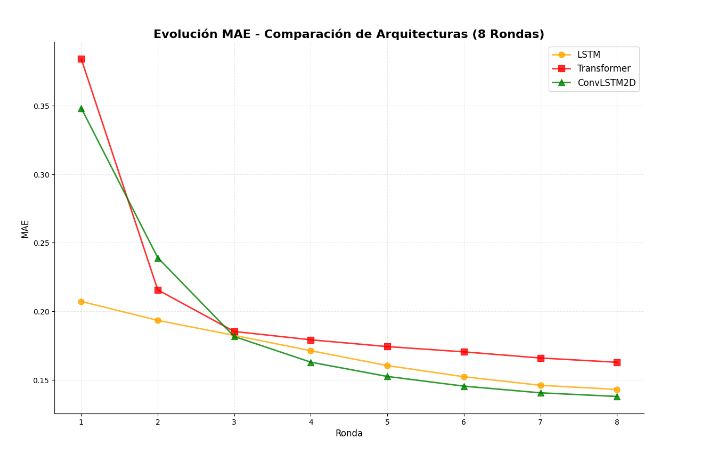 Evolución MAE - Comparación de Arquitecturas (8 Rondas)
LSTM
Transformer
ConvLSTM2D
MAE
0.35
0.30
0.25
0.20
0.15
1 2 3 4 5 6 7 8
Ronda